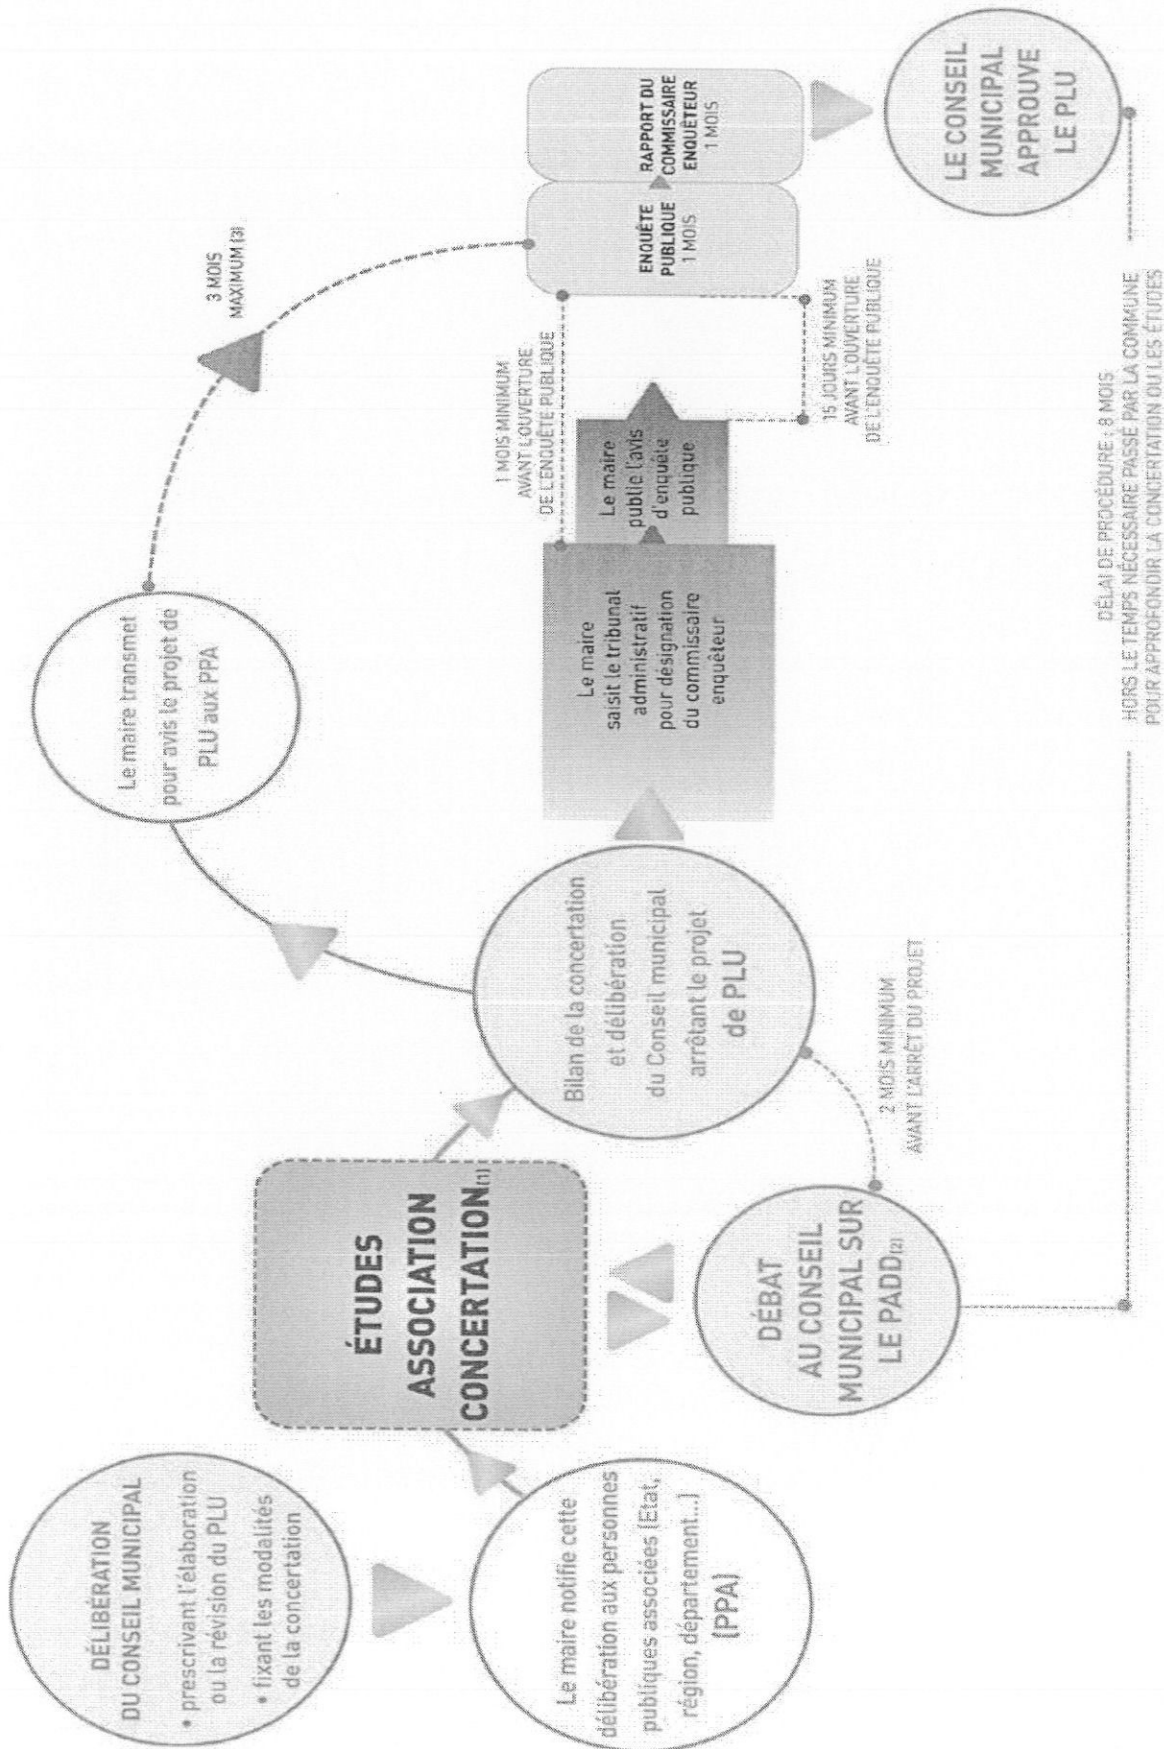 DÉLIBÉRATION
DU CONSEIL MUNICIPAL
• prescrivant l'élaboration
ou la révision du PLU
• fixant les modalités
de la concertation
Le maire notifie cette
délibération aux personnes
publiques associées (Etat,
région, département...)
(PPA)
ÉTUDES
ASSOCIATION
CONCERTATION(1)
DÉBAT
AU CONSEIL
MUNICIPAL SUR
LE PADD(2)
2 MOIS MINIMUM
AVANT L'ARRÊT DU PROJET
Bilan de la concertation
et délibération
du Conseil municipal
arrêtant le projet
de PLU
Le maire transmet
pour avis le projet de
PLU aux PPA
3 MOIS
MAXIMUM (3)
Le maire
saisit le tribunal
administratif
pour désignation
du commissaire
enquêteur
Le maire
publie l'avis
d'enquête
publique
1 MOIS MINIMUM
AVANT L'OUVERTURE
DE L'ENQUÊTE PUBLIQUE
15 JOURS MINIMUM
AVANT L'OUVERTURE
DE L'ENQUÊTE PUBLIQUE
ENQUÊTE
PUBLIQUE
1 MOIS
RAPPORT DU
COMMISSAIRE
ENQUÊTEUR
1 MOIS
LE CONSEIL
MUNICIPAL
APPROUVE
LE PLU
DÉLAI DE PROCÉDURE : 8 MOIS
HORS LE TEMPS NÉCESSAIRE PASSÉ PAR LA COMMUNE
POUR APPROFONDIR LA CONCERTATION OU LES ÉTUDES